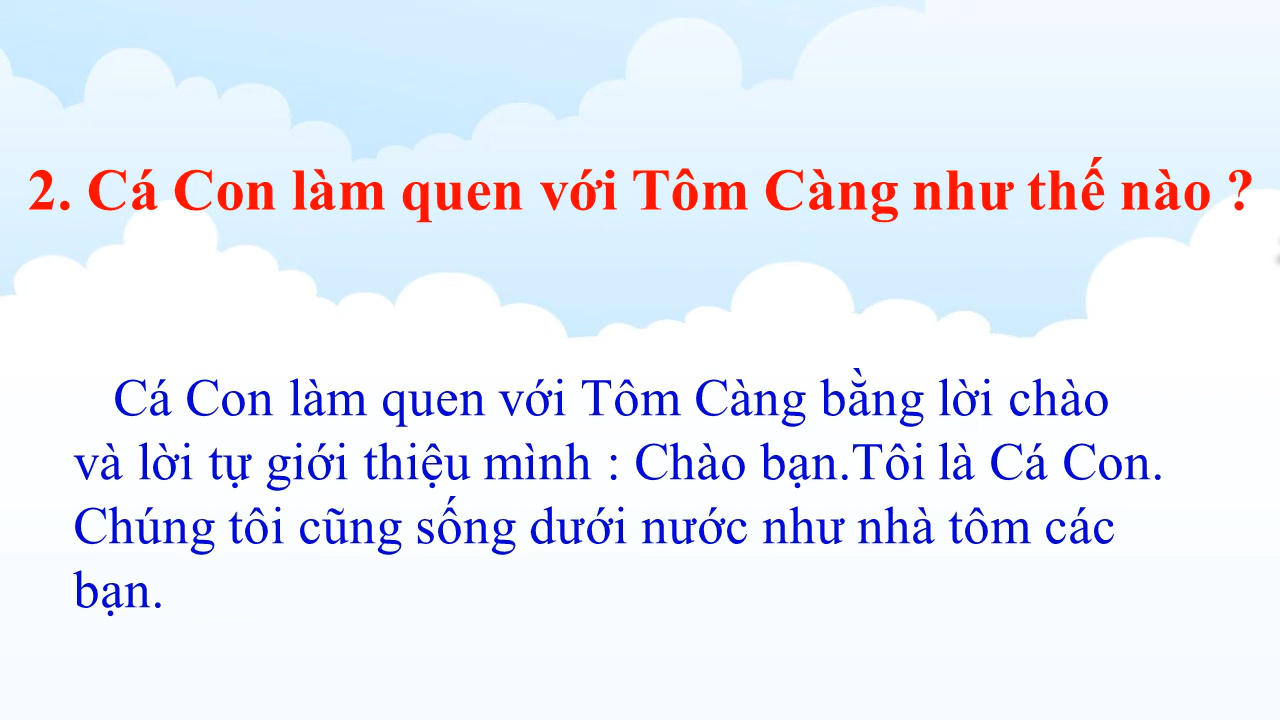 2. Cá Con làm quen với Tôm Càng như thế nào ?
Cá Con làm quen với Tôm Càng bằng lời chào
và lời tự giới thiệu mình : Chào bạn.Tôi là Cá Con.
Chúng tôi cũng sống dưới nước như nhà tôm các
bạn.